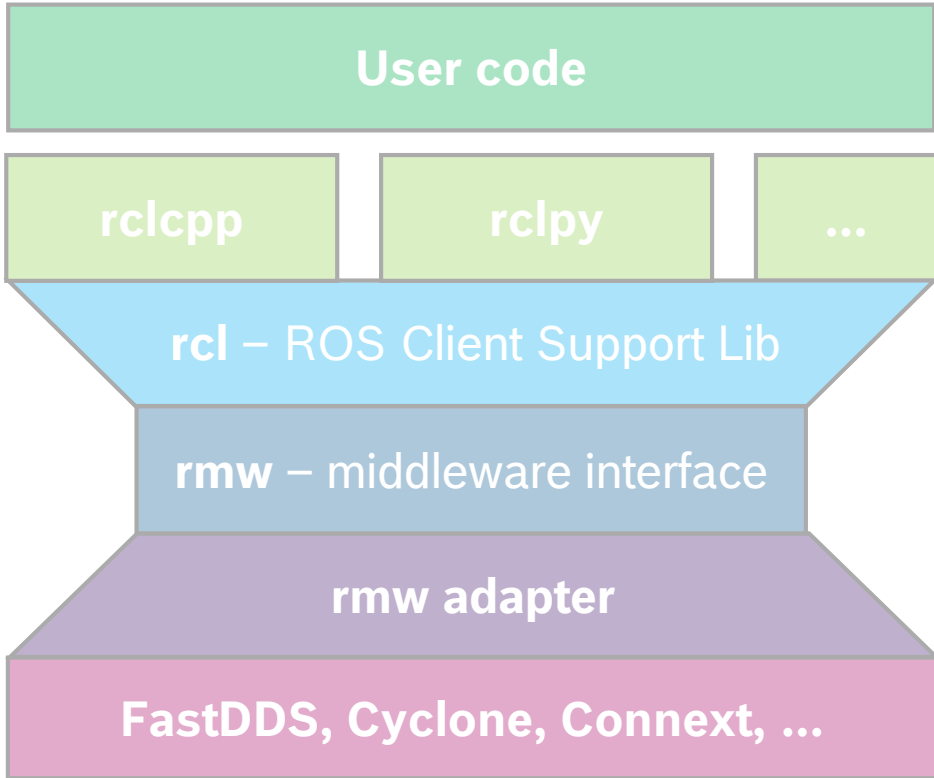 User code
rclcpp
rclpy
...
rcl – ROS Client Support Lib
rmw – middleware interface
rmw adapter
FastDDS, Cyclone, Connext, ...